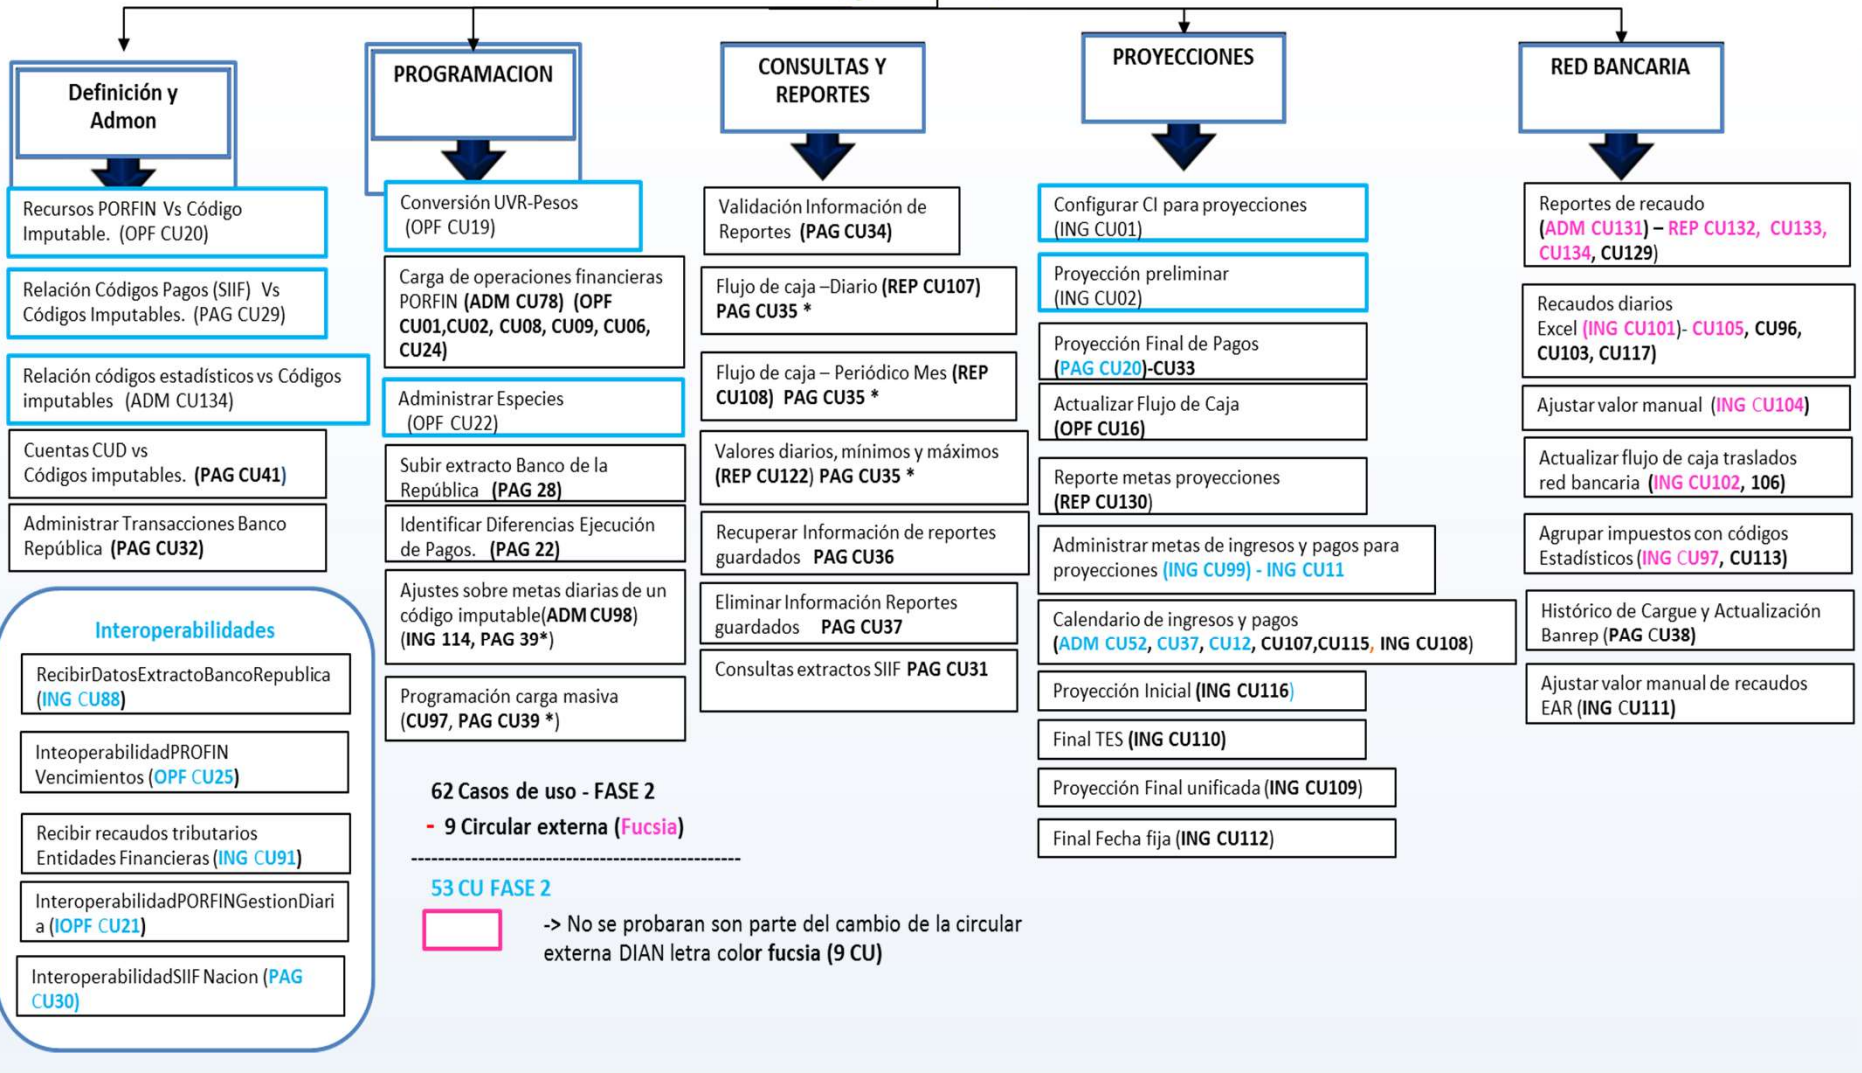 Definición y
Admon
Recursos PORFIN Vs Código
Imputable. (OPF CU20)
Relación Códigos Pagos (SIIF) Vs
Códigos Imputables. (PAG CU29)
Relación códigos estadísticos vs Códigos
imputables (ADM CU134)
Cuentas CUD vs
Códigos imputables. (PAG CU41)
Administrar Transacciones Banco
República (PAG CU32)
Interoperabilidades
RecibirDatosExtractoBancoRepublica
(ING CU88)
InteoperabilidadPROFIN
Vencimientos (OPF CU25)
Recibir recaudos tributarios
Entidades Financieras (ING CU91)
InteroperabilidadPORFINGestionDiari
a (IOPF CU21)
InteroperabilidadSIIF Nacion (PAG
CU30)
PROGRAMACION
Conversión UVR-Pesos
(OPF CU19)
Carga de operaciones financieras
PORFIN (ADM CU78) (OPF
CU01,CU02, CU08, CU09, CU06,
CU24)
Administrar Especies
(OPF CU22)
Subir extracto Banco de la
República (PAG 28)
Identificar Diferencias Ejecución
de Pagos. (PAG 22)
Ajustes sobre metas diarias de un
código imputable(ADM CU98)
(ING 114, PAG 39*)
Programación carga masiva
(CU97, PAG CU39 *)
62 Casos de uso - FASE 2
- 9 Circular externa (Fucsia)
-------------------------------------------------
53 CU FASE 2
-> No se probaran son parte del cambio de la circular
externa DIAN letra color fucsia (9 CU)
CONSULTAS Y
REPORTES
Validación Información de
Reportes (PAG CU34)
Flujo de caja –Diario (REP CU107)
PAG CU35 *
Flujo de caja – Periódico Mes (REP
CU108) PAG CU35 *
Valores diarios, mínimos y máximos
(REP CU122) PAG CU35 *
Recuperar Información de reportes
guardados PAG CU36
Eliminar Información Reportes
guardados PAG CU37
Consultas extractos SIIF PAG CU31
PROYECCIONES
Configurar CI para proyecciones
(ING CU01)
Proyección preliminar
(ING CU02)
Proyección Final de Pagos
(PAG CU20)-CU33
Actualizar Flujo de Caja
(OPF CU16)
Reporte metas proyecciones
(REP CU130)
Administrar metas de ingresos y pagos para
proyecciones (ING CU99) - ING CU11
Calendario de ingresos y pagos
(ADM CU52, CU37, CU12, CU107,CU115, ING CU108)
Proyección Inicial (ING CU116)
Final TES (ING CU110)
Proyección Final unificada (ING CU109)
Final Fecha fija (ING CU112)
RED BANCARIA
Reportes de recaudo
(ADM CU131) – REP CU132, CU133,
CU134, CU129)
Recaudos diarios
Excel (ING CU101)- CU105, CU96,
CU103, CU117)
Ajustar valor manual (ING CU104)
Actualizar flujo de caja traslados
red bancaria (ING CU102, 106)
Agrupar impuestos con códigos
Estadísticos (ING CU97, CU113)
Histórico de Cargue y Actualización
Banrep (PAG CU38)
Ajustar valor manual de recaudos
EAR (ING CU111)